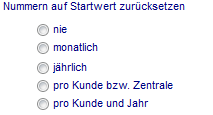 Nummern auf Startwert zurücksetzen
nie
monatlich
jährlich
pro Kunde bzw. Zentrale
pro Kunde und Jahr